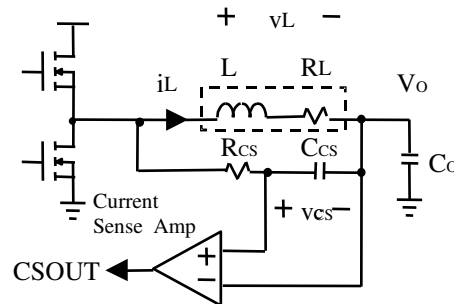 + vL −
iL L RL VO
RCS CCS CO
+ vcs −
Current
Sense Amp
CSOUT + −